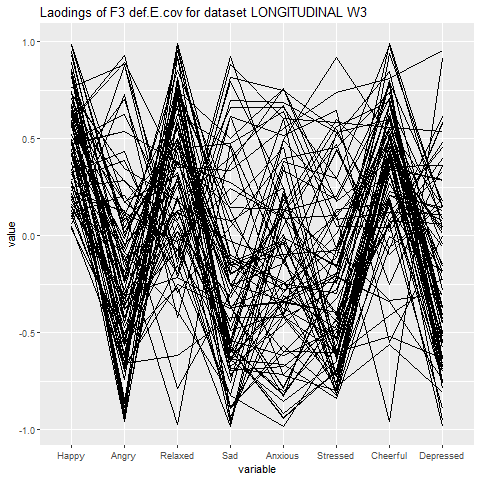 Laodings of F3 def.E.cov for dataset LONGITUDINAL W3
1.0
0.5
0.0
-0.5
-1.0
value
Happy Angry Relaxed Sad Anxious Stressed Cheerful Depressed
variable